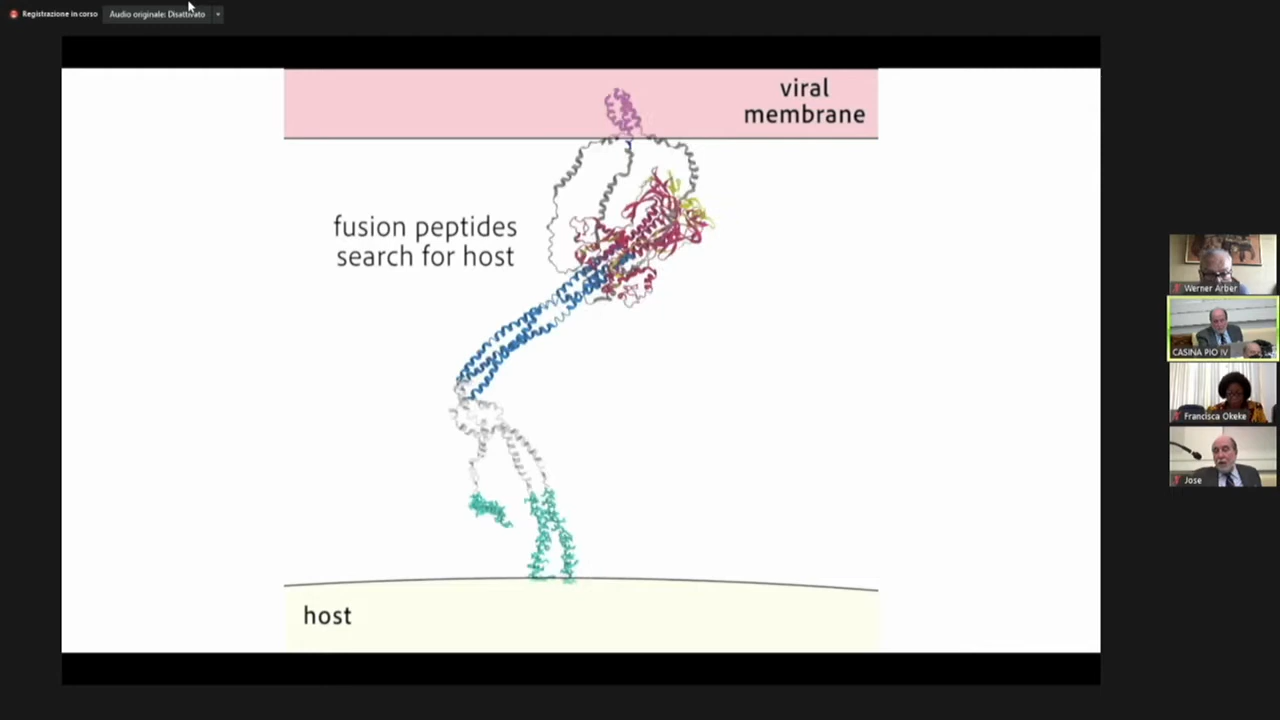 Registrazione in corso
Audio originale: Disattivato
viral
membrane
fusion peptides
search for host
host
Werner Arber
CASINA PIO IV
Francisca Okeke
Jose